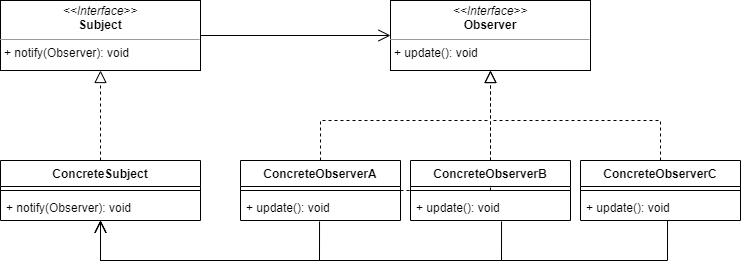 <<Interface>>
Subject
+ notify(Observer): void
<<Interface>>
Observer
+ update(): void
ConcreteSubject
+ notify(Observer): void
ConcreteObserverA
+ update(): void
ConcreteObserverB
+ update(): void
ConcreteObserverC
+ update(): void